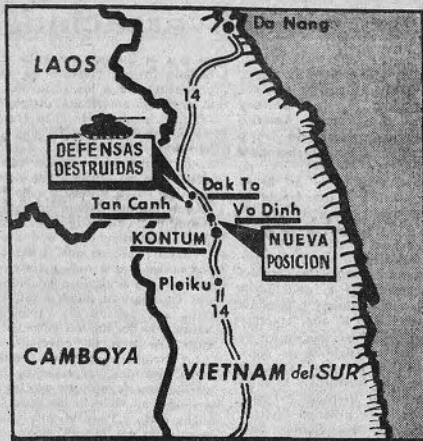 Da Nang
LAOS
14
DEFENSAS
DESTRUIDAS
Dak To
Tan Canh
Vo Dinh
KONTUM
NUEVA
POSICION
Pleiku
14
CAMBOYA
VIETNAM del SUR